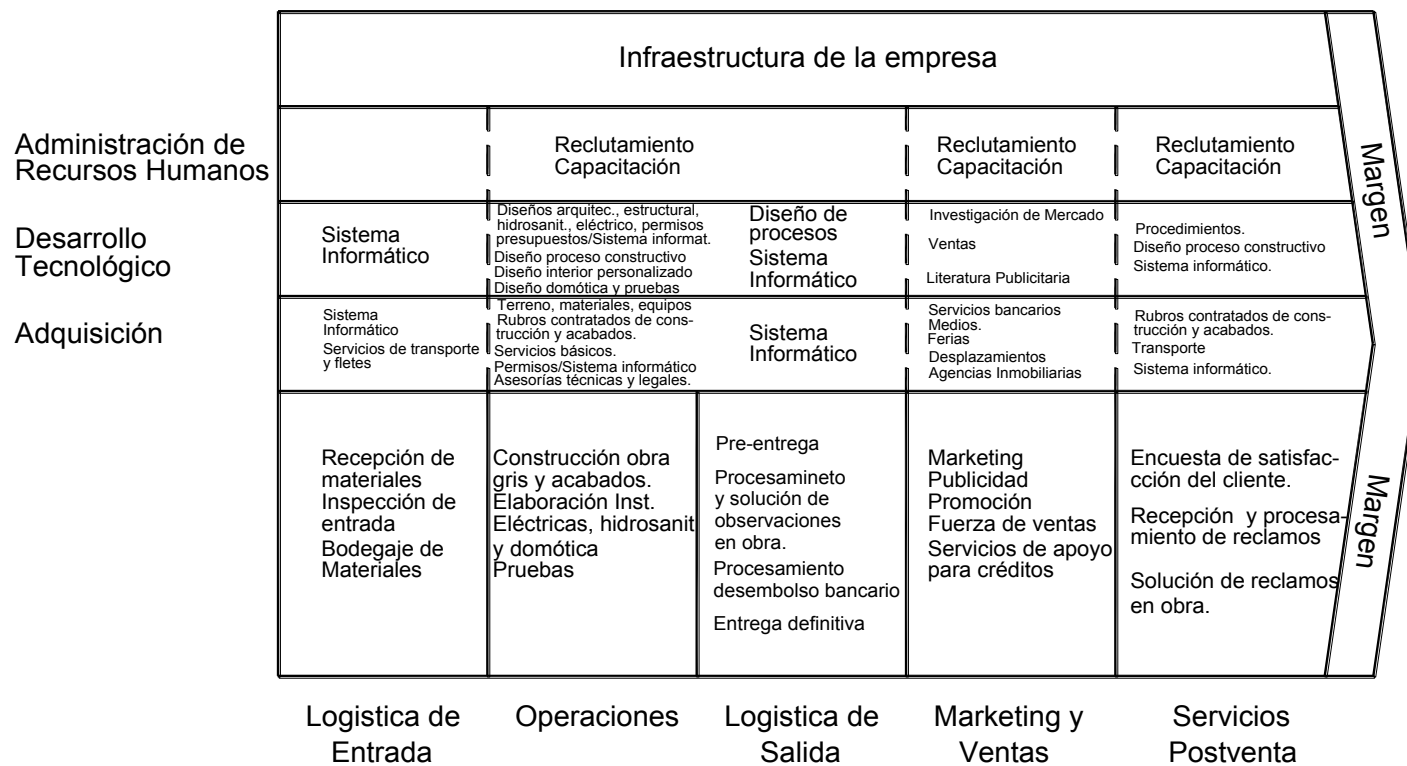 Infraestructura de la empresa
Administración de
Recursos Humanos
Reclutamiento
Capacitación
Reclutamiento
Capacitación
Reclutamiento
Capacitación
Margen
Desarrollo
Tecnológico
Sistema
Informático
Diseños arquitec., estructural,
hidrosanit., eléctrico, permisos
presupuestos/Sistema informat.
Diseño proceso constructivo
Diseño interior personalizado
Diseño domótica y pruebas
Diseño de
procesos
Sistema
Informático
Investigación de Mercado
Ventas
Literatura Publicitaria
Procedimientos.
Diseño proceso constructivo
Sistema informático.
Adquisición
Sistema
Informático
Servicios de transporte
y fletes
Terreno, materiales, equipos
Rubros contratados de cons-
trucción y acabados.
Servicios básicos.
Permisos/Sistema informático
Asesorías técnicas y legales.
Sistema
Informático
Servicios bancarios
Medios.
Ferias
Desplazamientos
Agencias Inmobiliarias
Rubros contratados de cons-
trucción y acabados.
Transporte
Sistema informático.
Recepción de
materiales
Inspección de
entrada
Bodegaje de
Materiales
Construcción obra
gris y acabados.
Elaboración Inst.
Eléctricas, hidrosanit
y domótica
Pruebas
Pre-entrega
Procesamineto
y solución de
observaciones
en obra.
Procesamiento
desembolso bancario
Entrega definitiva
Marketing
Publicidad
Promoción
Fuerza de ventas
Servicios de apoyo
para créditos
Encuesta de satisfac-
cción del cliente.
Recepción y procesa-
miento de reclamos
Solución de reclamos
en obra.
Margen
Logistica de
Entrada
Operaciones
Logistica de
Salida
Marketing y
Ventas
Servicios
Postventa